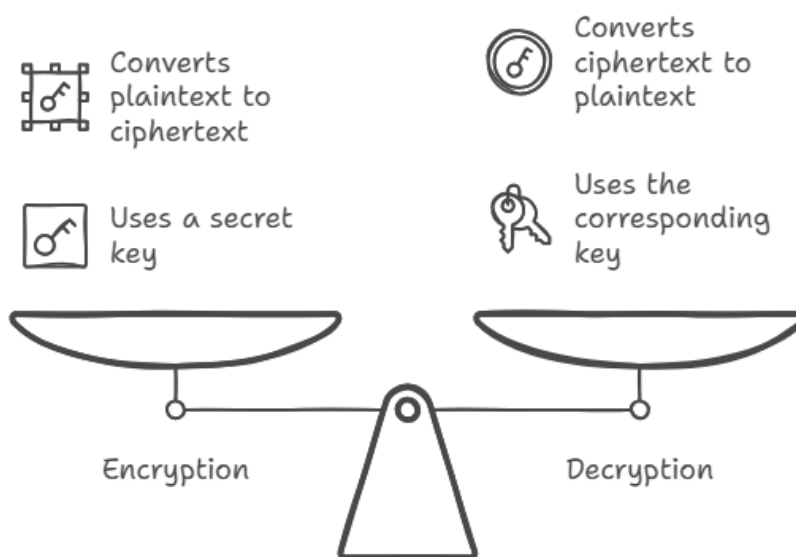 Converts
plaintext to
ciphertext
Uses a secret
key
Converts
ciphertext to
plaintext
Uses the
corresponding
key
Encryption
Decryption